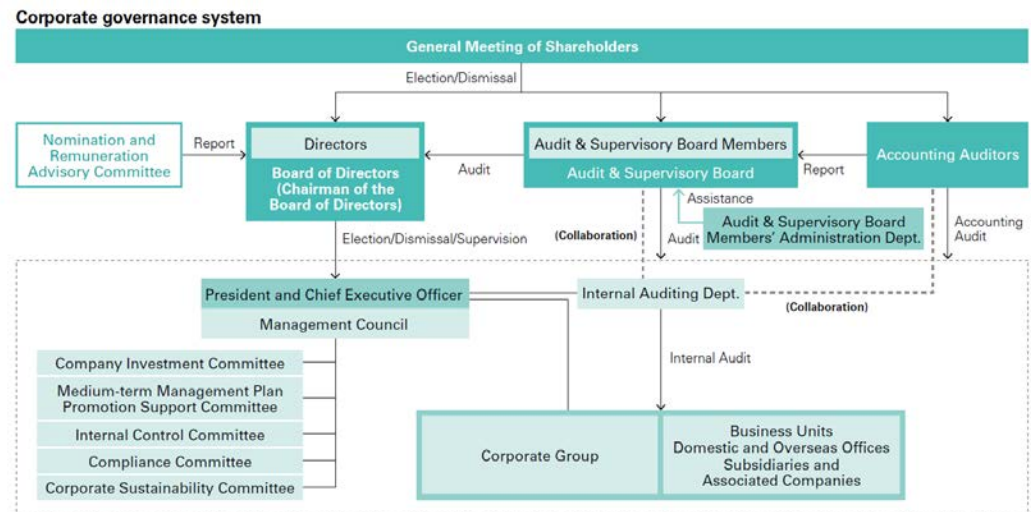 Corporate governance system
General Meeting of Shareholders
Election/Dismissal
Nomination and
Remuneration
Advisory Committee
Report
Directors
Board of Directors
(Chairman of the
Board of Directors)
Audit
Audit & Supervisory Board Members
Audit & Supervisory Board
Report
Accounting Auditors
Assistance
Audit & Supervisory Board
Members' Administration Dept.
Election/Dismissal/Supervision
(Collaboration)
Audit
Accounting
Audit
President and Chief Executive Officer
Management Council
Internal Auditing Dept.
(Collaboration)
Internal Audit
Company Investment Committee
Medium-term Management Plan
Promotion Support Committee
Internal Control Committee
Compliance Committee
Corporate Sustainability Committee
Corporate Group
Business Units
Domestic and Overseas Offices
Subsidiaries and
Associated Companies